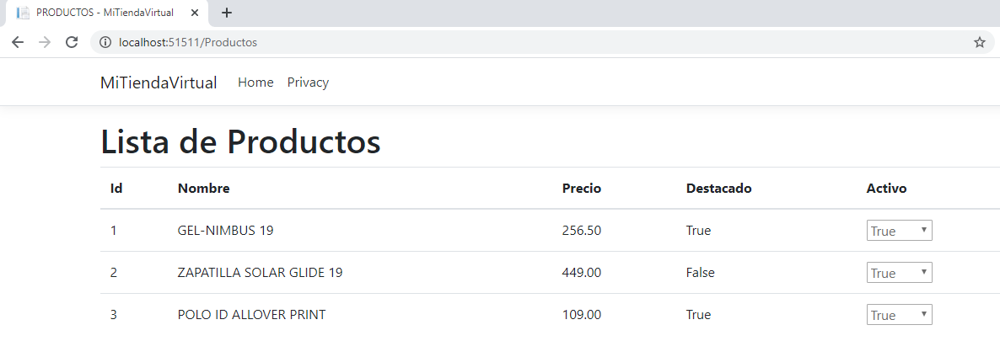 PRODUCTOS - MiTiendaVirtual
localhost:51511/Productos
MiTiendaVirtual Home Privacy
Lista de Productos
Id Nombre Precio Destacado Activo
1 GEL-NIMBUS 19 256.50 True True
2 ZAPATILLA SOLAR GLIDE 19 449.00 False True
3 POLO ID ALLOVER PRINT 109.00 True True